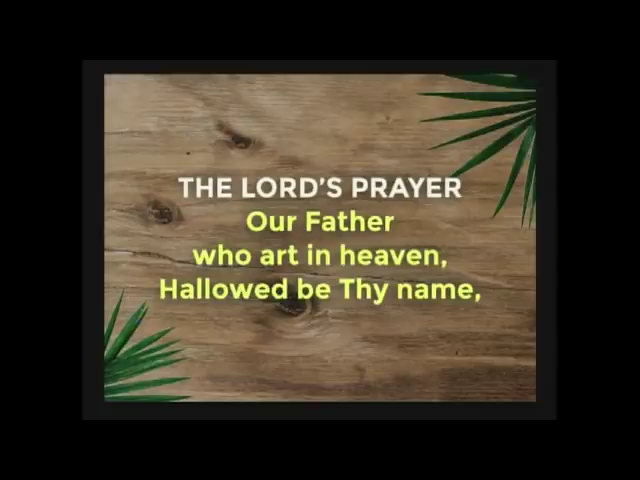 THE LORD'S PRAYER
Our Father
who art in heaven,
Hallowed be Thy name,